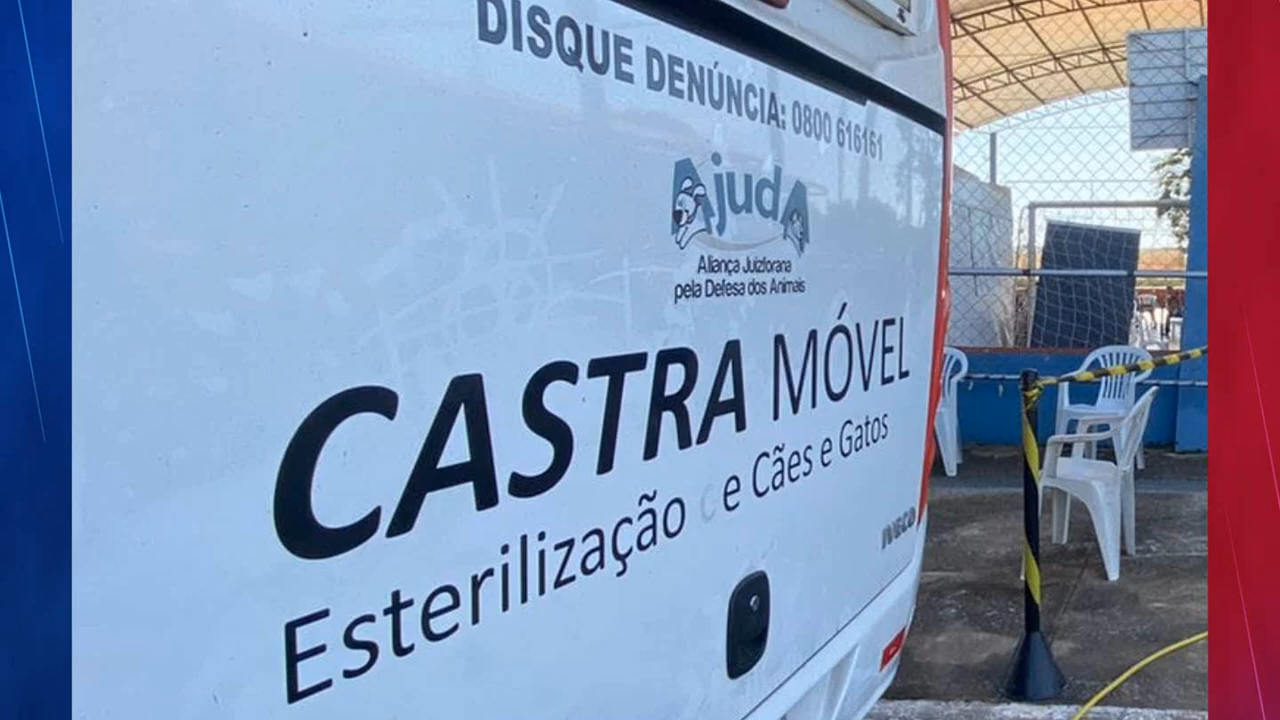 DISQUE DENÚNCIA: 0800 616161
AjudA
Aliança Juizforana
pela Defesa dos Animais
CASTRA MÓVEL
Esterilização e Cães e Gatos
IVECO